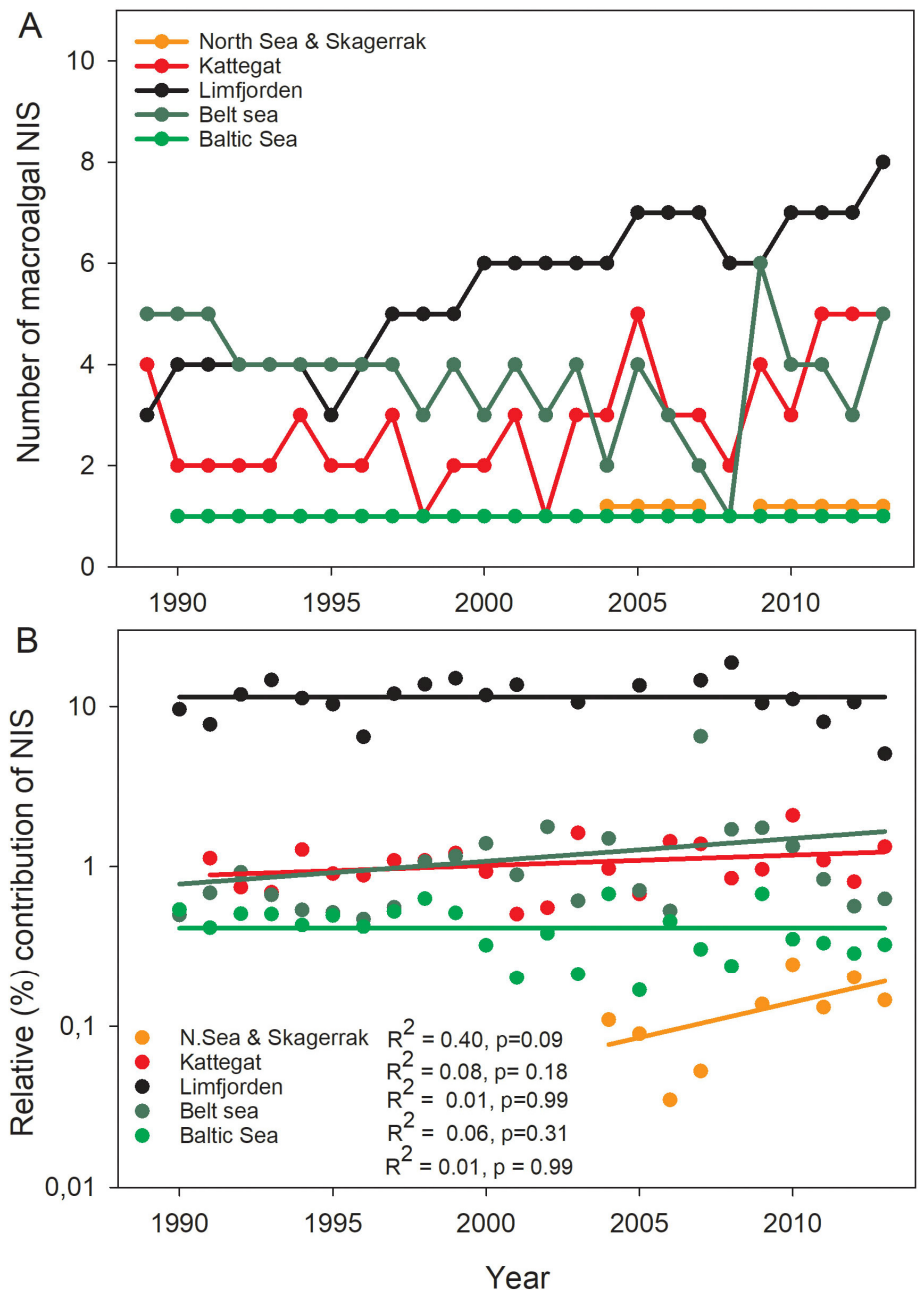 A
North Sea & Skagerrak
Kattegat
Limfjorden
Belt sea
Baltic Sea
Number of macroalgal NIS
10
8
6
4
2
0
1990 1995 2000 2005 2010
B
Relative (%) contribution of NIS
10
1
0,1
0,01
N.Sea & Skagerrak R² = 0.40, p=0.09
Kattegat R² = 0.08, p= 0.18
Limfjorden R² = 0.01, p=0.99
Belt sea R² = 0.06, p=0.31
Baltic Sea R² = 0.01, p = 0.99
1990 1995 2000 2005 2010
Year